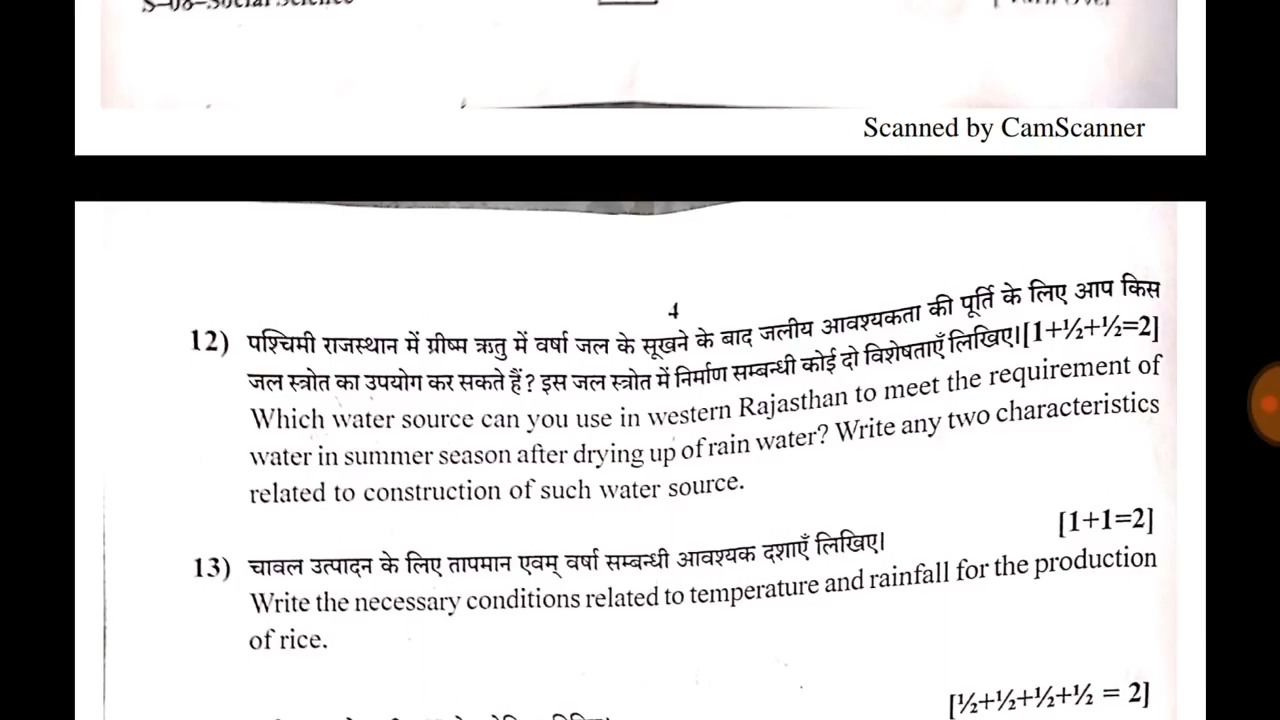 S-08-Social Science
Scanned by CamScanner
4
12) पश्चिमी राजस्थान में ग्रीष्म ऋतु में वर्षा जल के सूखने के बाद जलीय आवश्यकता की पूर्ति के लिए आप किस
जल स्त्रोत का उपयोग कर सकते हैं? इस जल स्त्रोत में निर्माण सम्बन्धी कोई दो विशेषताएँ लिखिए। [1+½+½=2]
Which water source can you use in western Rajasthan to meet the requirement of
water in summer season after drying up of rain water? Write any two characteristics
related to construction of such water source.
[1+1=2]
13) चावल उत्पादन के लिए तापमान एवम् वर्षा सम्बन्धी आवश्यक दशाएँ लिखिए।
Write the necessary conditions related to temperature and rainfall for the production
of rice.
[½+½+½+½ = 2]